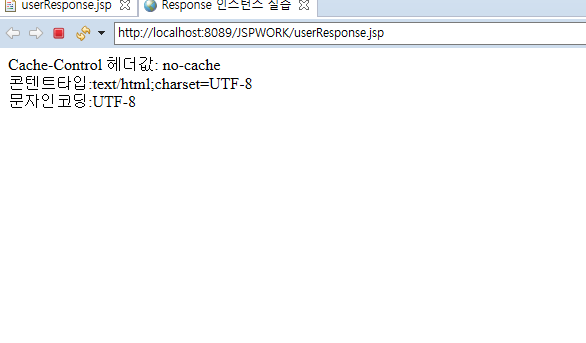 userResponse.jsp
Response 인스턴스 실습
http://localhost:8089/JSPWORK/userResponse.jsp
Cache-Control 헤더값: no-cache
콘텐트타입:text/html;charset=UTF-8
문자인코딩:UTF-8